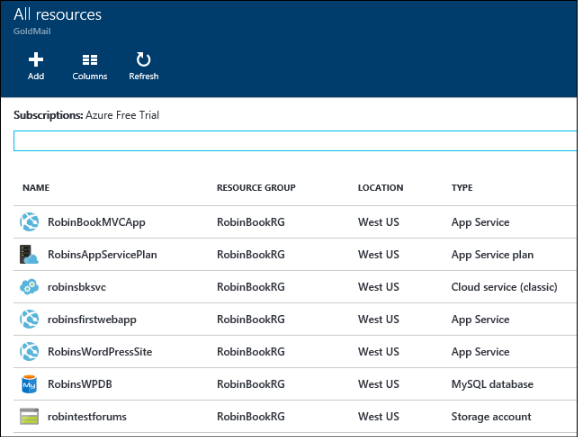 All resources
GoldMail
Add Columns Refresh
Subscriptions: Azure Free Trial
NAME RESOURCE GROUP LOCATION TYPE
RobinBookMVCApp RobinBookRG West US App Service
RobinsAppServicePlan RobinBookRG West US App Service plan
robinsbksvc RobinBookRG West US Cloud service (classic)
robinsfirstwebapp RobinBookRG West US App Service
RobinsWordPressSite RobinBookRG West US App Service
My RobinsWPDB RobinBookRG West US MySQL database
robintestforums RobinBookRG West US Storage account